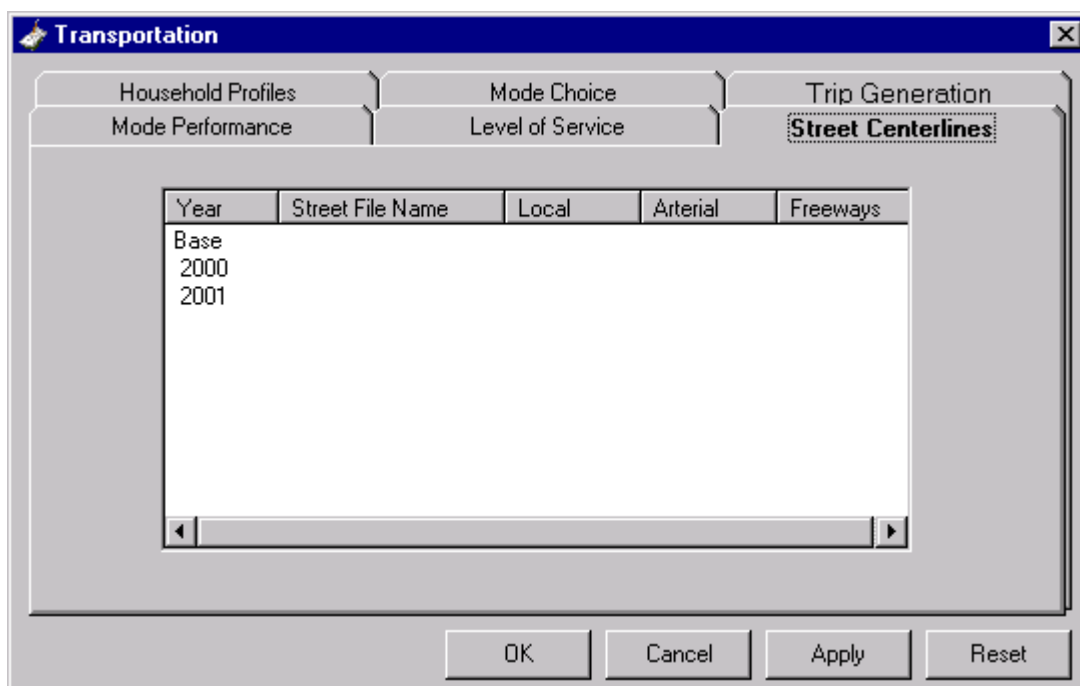 Transportation
Household Profiles Mode Choice Trip Generation
Mode Performance Level of Service Street Centerlines
Year Street File Name Local Arterial Freeways
Base
2000
2001
OK Cancel Apply Reset